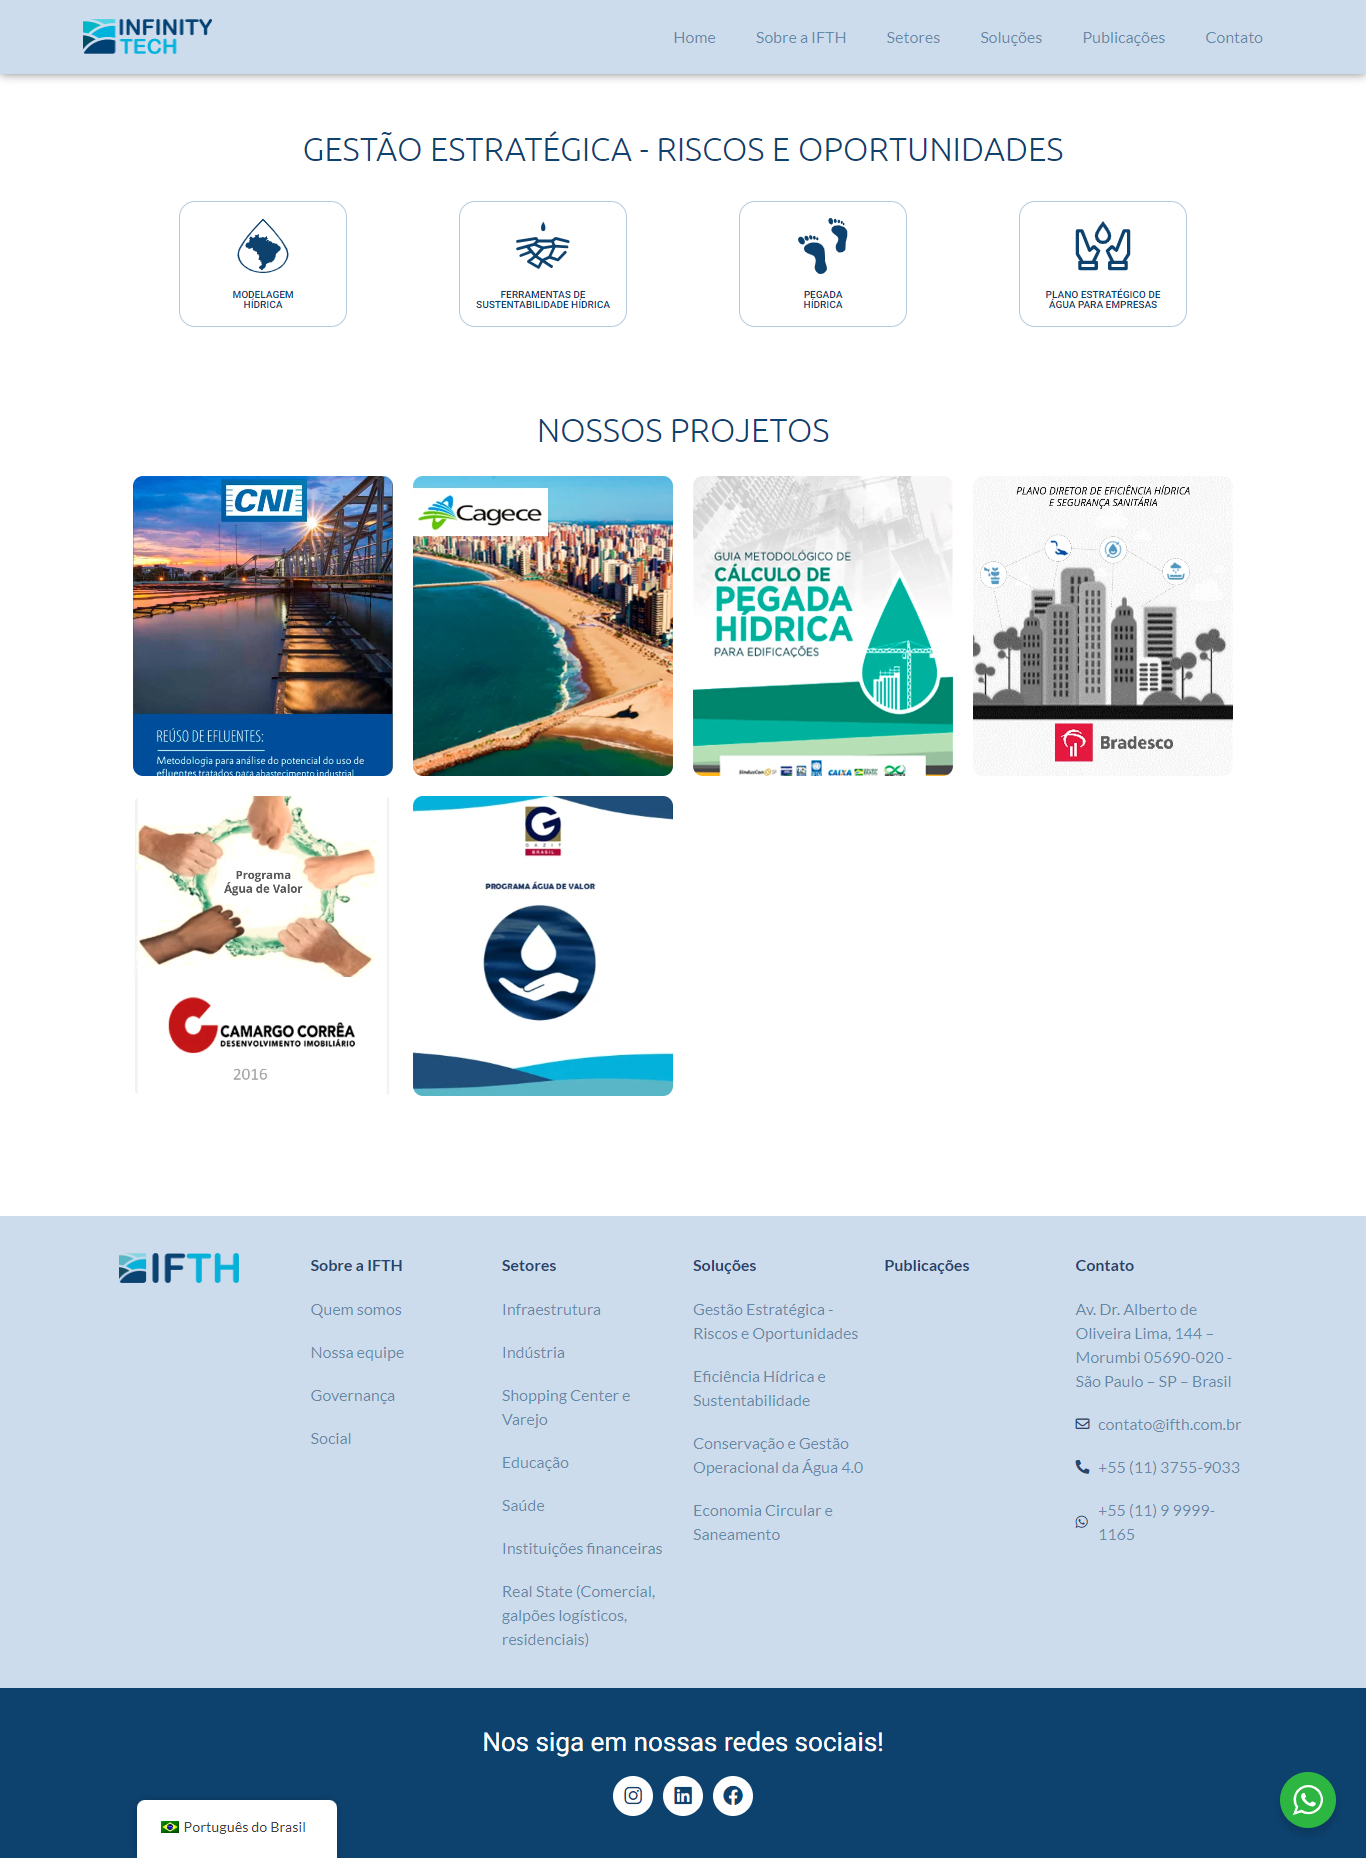 INFINITY
TECH
Home
Sobre a IFTH
Setores
Soluções
Publicações
Contato
GESTÃO ESTRATÉGICA - RISCOS E OPORTUNIDADES
MODELAGEM
HÍDRICA
FERRAMENTAS DE
SUSTENTABILIDADE HÍDRICA
PEGADA
HÍDRICA
PLANO ESTRATÉGICO DE
ÁGUA PARA EMPRESAS
NOSSOS PROJETOS
CNI
REÚSO DE EFLUENTES:
Metodologia para análise do potencial do uso de
efluentes tratados para abastecimento industrial
Cagece
GUIA METODOLÓGICO DE
CÁLCULO DE
PEGADA
HÍDRICA
PARA EDIFICAÇÕES
SindusCon SP
CAIXA
PLANO DIRETOR DE EFICIÊNCIA HÍDRICA
E SEGURANÇA SANITÁRIA
Bradesco
Programa
Água de Valor
CAMARGO CORRÊA
DESENVOLVIMENTO IMOBILIÁRIO
2016
G
GAZIT
BRASIL
PROGRAMA ÁGUA DE VALOR
IFTH
Sobre a IFTH
Quem somos
Nossa equipe
Governança
Social
Setores
Infraestrutura
Indústria
Shopping Center e
Varejo
Educação
Saúde
Instituições financeiras
Real State (Comercial,
galpões logísticos,
residenciais)
Soluções
Gestão Estratégica -
Riscos e Oportunidades
Eficiência Hídrica e
Sustentabilidade
Conservação e Gestão
Operacional da Água 4.0
Economia Circular e
Saneamento
Publicações
Contato
Av. Dr. Alberto de
Oliveira Lima, 144 –
Morumbi 05690-020 -
São Paulo – SP – Brasil
contato@ifth.com.br
+55 (11) 3755-9033
+55 (11) 9 9999-
1165
Nos siga em nossas redes sociais!
Português do Brasil